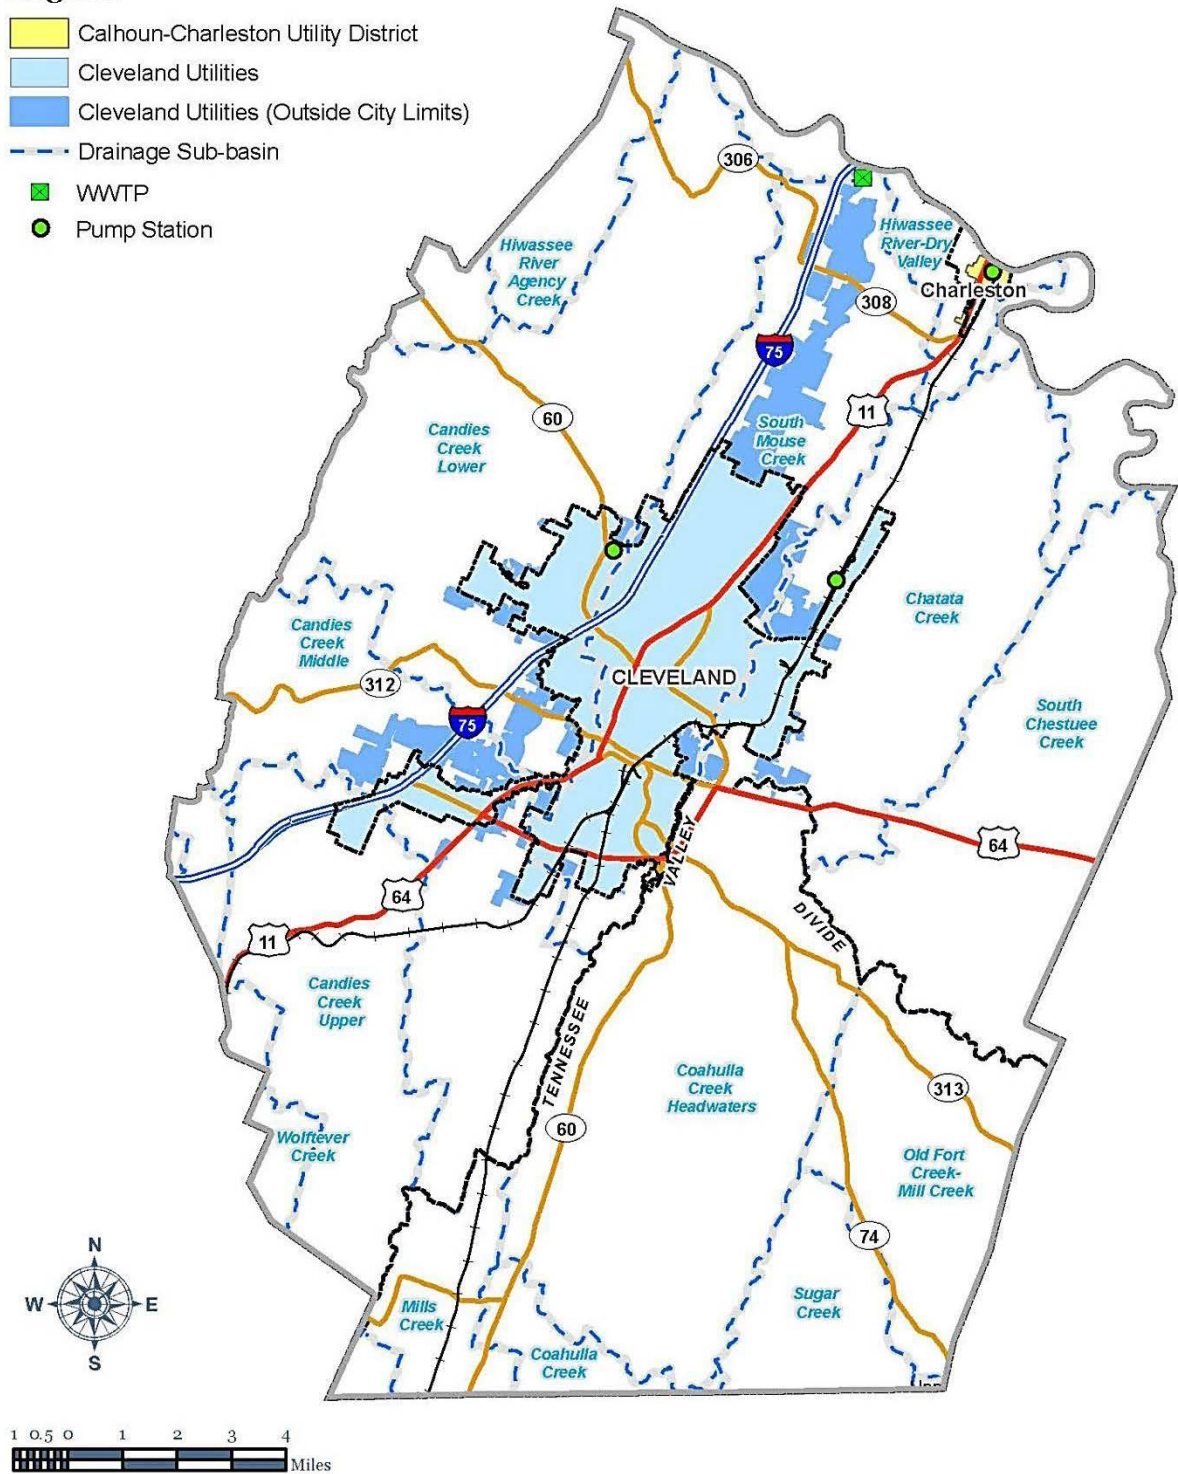 Calhoun-Charleston Utility District
Cleveland Utilities
Cleveland Utilities (Outside City Limits)
Drainage Sub-basin
WWTP
Pump Station
306
Hiwassee
River-Dry
Valley
Hiwassee
River
Agency
Creek
Charleston
308
75
60
11
Candies
Creek
Lower
South
Mouse
Creek
Chatata
Creek
Candies
Creek
Middle
CLEVELAND
312
75
South
Chestuee
Creek
64
VALLEY
64
DIVIDE
11
Candies
Creek
Upper
TENNESSEE
Coahulla
Creek
Headwaters
313
60
Wolftever
Creek
Old Fort
Creek-
Mill Creek
74
N
W E
S
Mills
Creek
Sugar
Creek
Coahulla
Creek
1 0.5 0 1 2 3 4
Miles